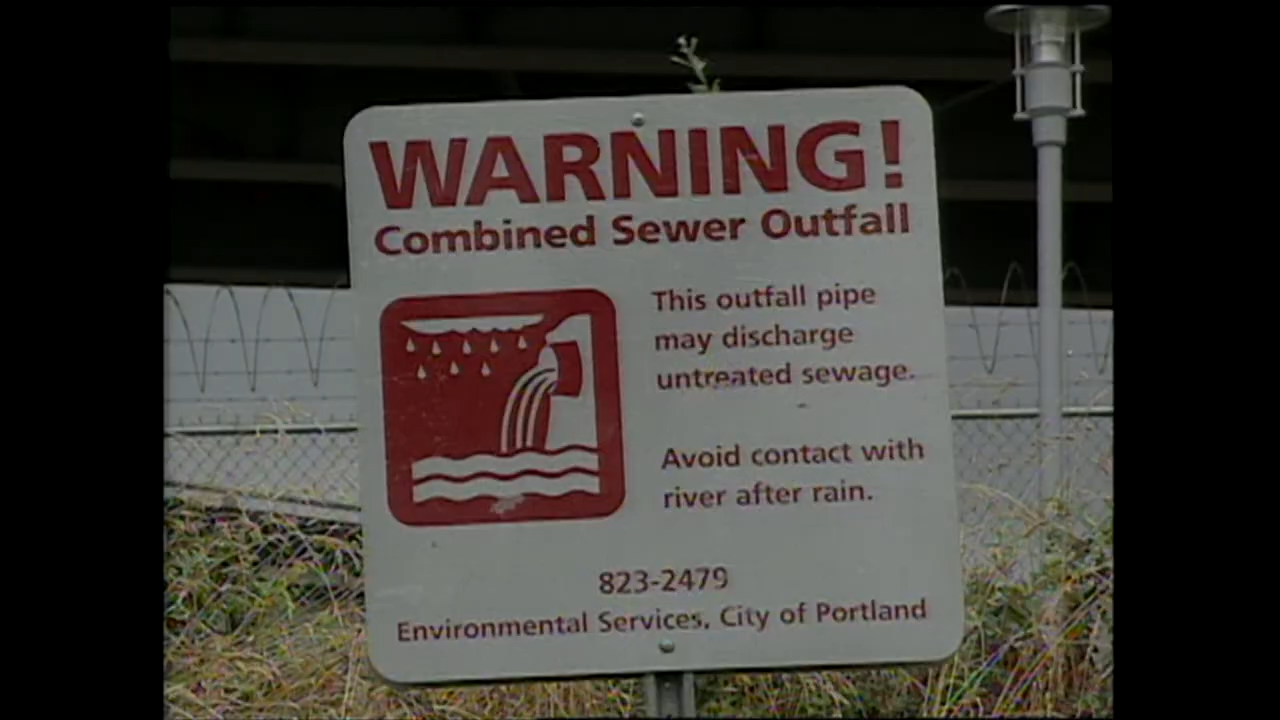 WARNING!
Combined Sewer Outfall
This outfall pipe
may discharge
untreated sewage.
Avoid contact with
river after rain.
823-2479
Environmental Services, City of Portland